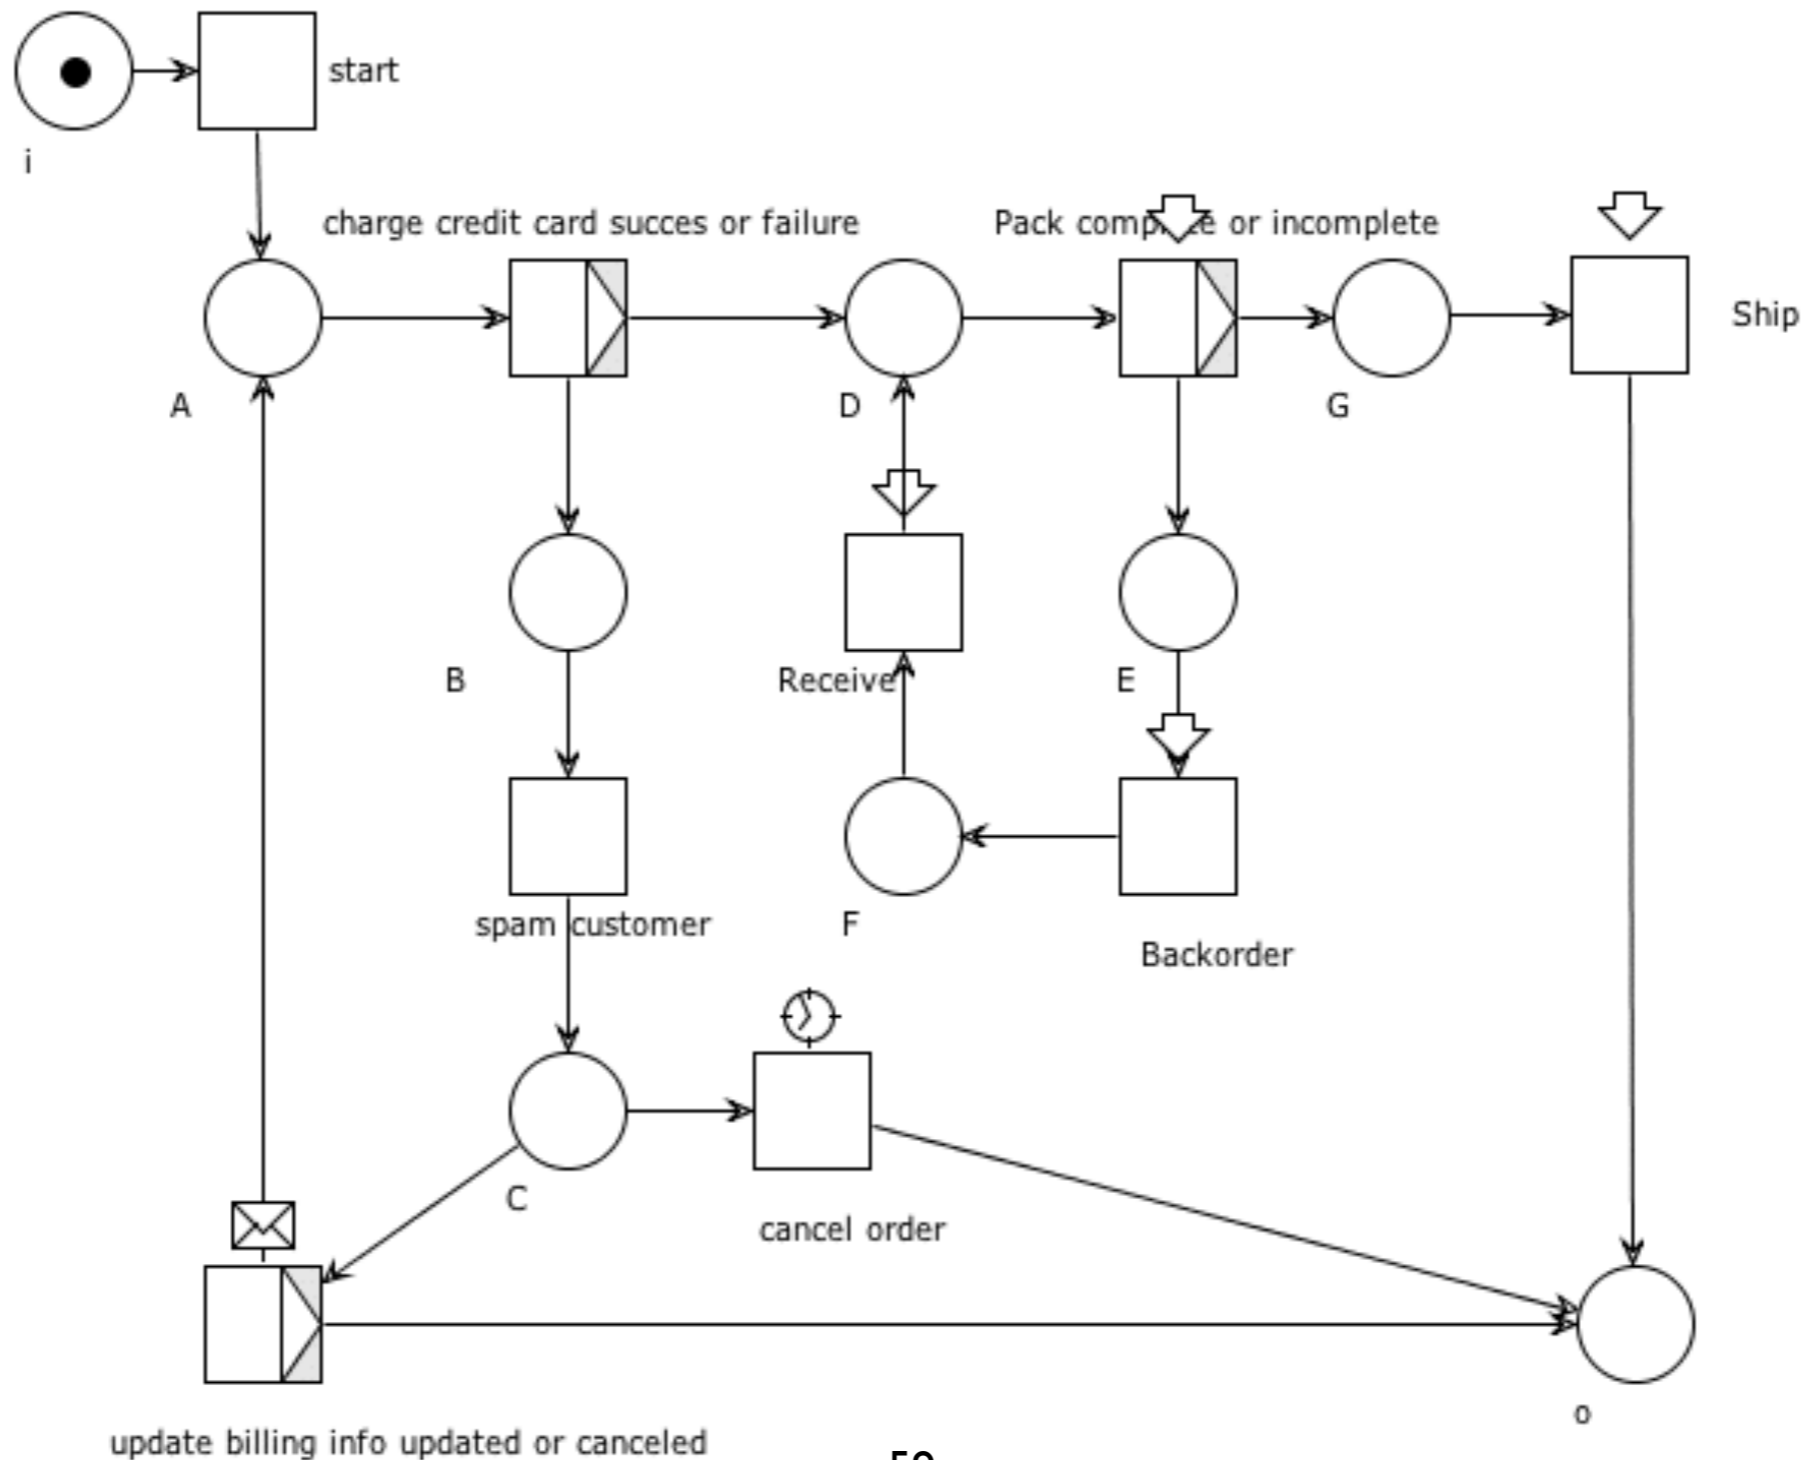 start
i
charge credit card succes or failure
Pack comp e or incomplete
Ship
A
D
G
B
Receive
E
spam customer
F
Backorder
C
cancel order
o
update billing info updated or canceled